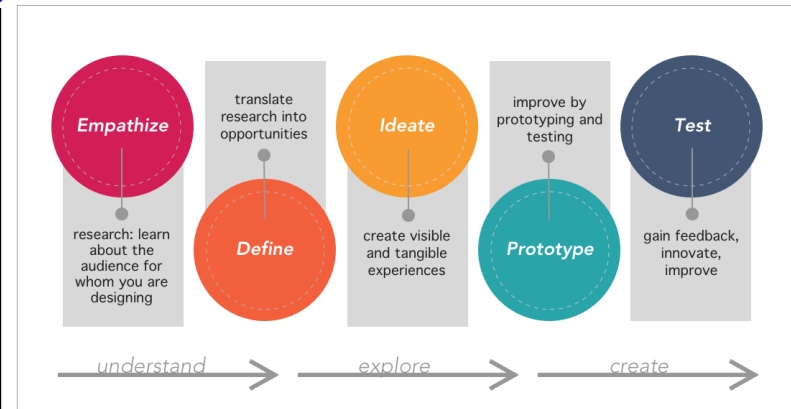 Empathize
research: learn
about the
audience for
whom you are
designing
translate
research into
opportunities
Define
Ideate
create visible
and tangible
experiences
improve by
prototyping and
testing
Prototype
Test
gain feedback,
innovate,
improve
understand
explore
create